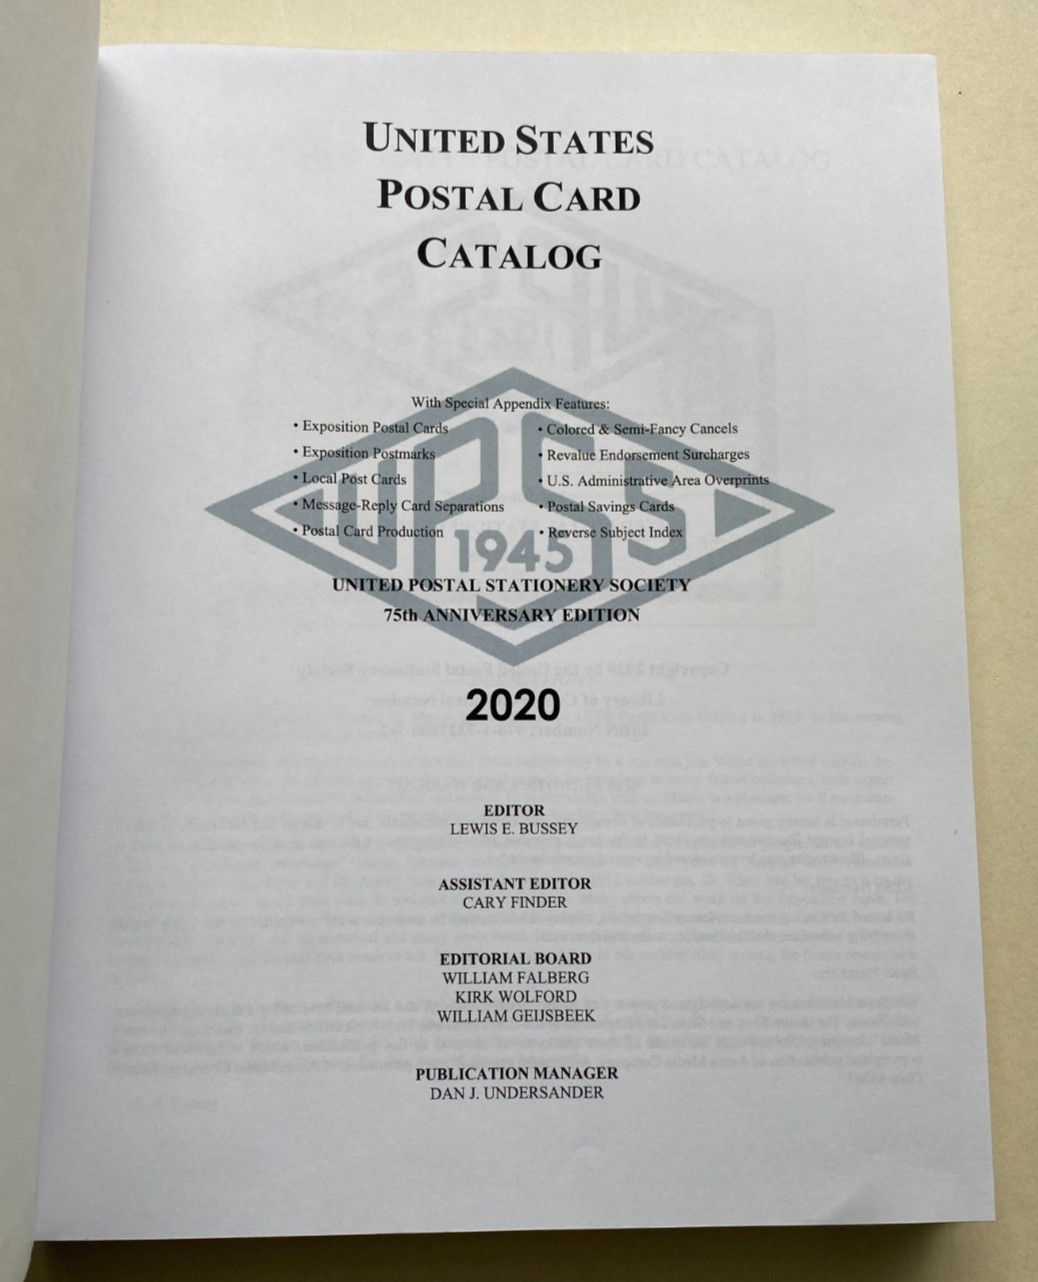 UNITED STATES
POSTAL CARD
CATALOG
With Special Appendix Features:
• Exposition Postal Cards
• Exposition Postmarks
• Local Post Cards
• Message-Reply Card Separations
• Postal Card Production
• Colored & Semi-Fancy Cancels
• Revalue Endorsement Surcharges
• U.S. Administrative Area Overprints
• Postal Savings Cards
• Reverse Subject Index
UPSS
1945
UNITED POSTAL STATIONERY SOCIETY
75th ANNIVERSARY EDITION
2020
EDITOR
LEWIS E. BUSSEY
ASSISTANT EDITOR
CARY FINDER
EDITORIAL BOARD
WILLIAM FALBERG
KIRK WOLFORD
WILLIAM GEIJSBEEK
PUBLICATION MANAGER
DAN J. UNDERSANDER